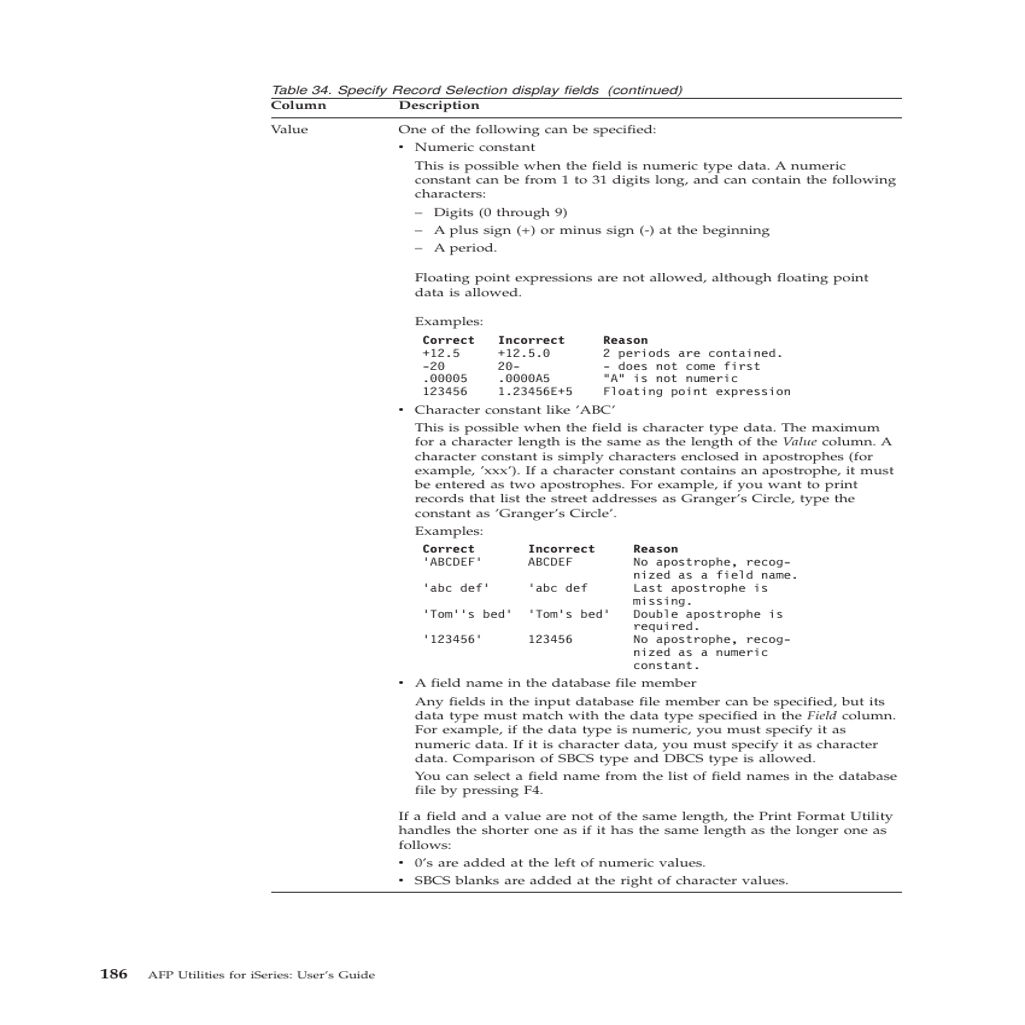 Table 34. Specify Record Selection display fields (continued)
Column Description
Value One of the following can be specified:
• Numeric constant
This is possible when the field is numeric type data. A numeric
constant can be from 1 to 31 digits long, and can contain the following
characters:
– Digits (0 through 9)
– A plus sign (+) or minus sign (-) at the beginning
– A period.
Floating point expressions are not allowed, although floating point
data is allowed.
Examples:
Correct Incorrect Reason
+12.5 +12.5.0 2 periods are contained.
-20 20- - does not come first
.00005 .0000A5 "A" is not numeric
123456 1.23456E+5 Floating point expression
• Character constant like ’ABC’
This is possible when the field is character type data. The maximum
for a character length is the same as the length of the Value column. A
character constant is simply characters enclosed in apostrophes (for
example, ’xxx’). If a character constant contains an apostrophe, it must
be entered as two apostrophes. For example, if you want to print
records that list the street addresses as Granger’s Circle, type the
constant as ’Granger’s Circle’.
Examples:
Correct Incorrect Reason
'ABCDEF' ABCDEF No apostrophe, recog-
nized as a field name.
'abc def' 'abc def Last apostrophe is
missing.
'Tom''s bed' 'Tom's bed' Double apostrophe is
required.
'123456' 123456 No apostrophe, recog-
nized as a numeric
constant.
• A field name in the database file member
Any fields in the input database file member can be specified, but its
data type must match with the data type specified in the Field column.
For example, if the data type is numeric, you must specify it as
numeric data. If it is character data, you must specify it as character
data. Comparison of SBCS type and DBCS type is allowed.
You can select a field name from the list of field names in the database
file by pressing F4.
If a field and a value are not of the same length, the Print Format Utility
handles the shorter one as if it has the same length as the longer one as
follows:
• 0’s are added at the left of numeric values.
• SBCS blanks are added at the right of character values.
186 AFP Utilities for iSeries: User’s Guide